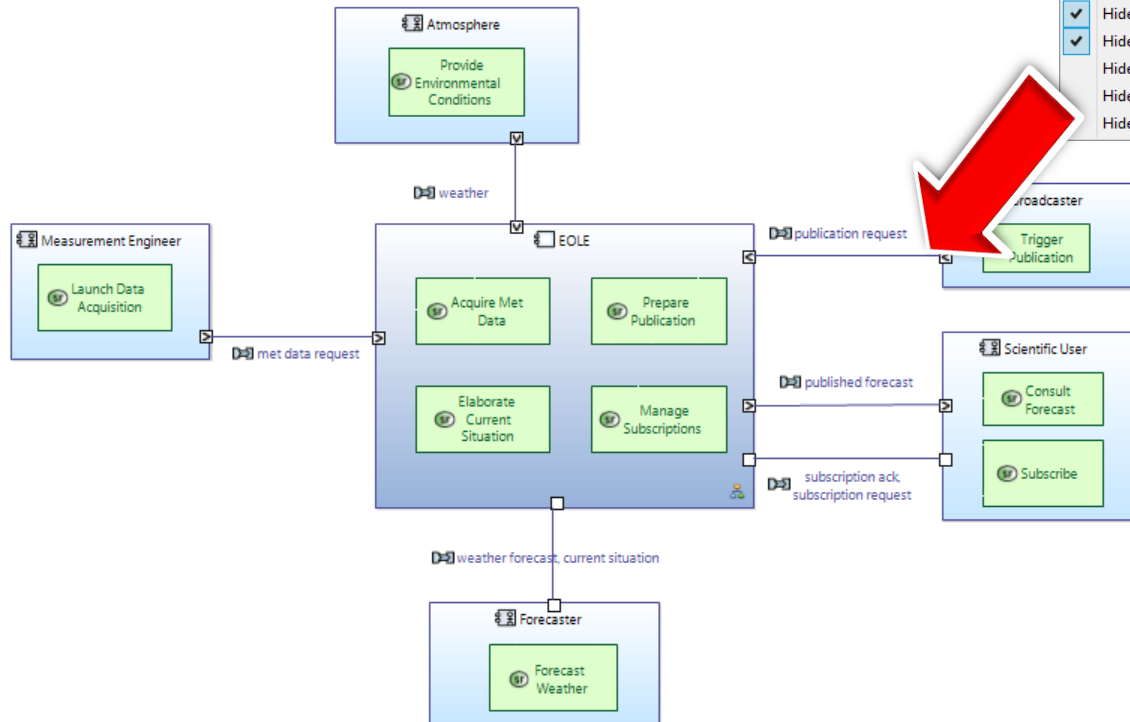 Atmosphere
Provide
Environmental
Conditions
Hide
Hide
Hide
Hide
Hide
weather
Measurement Engineer
Launch Data
Acquisition
met data request
EOLE
Acquire Met
Data
Prepare
Publication
Elaborate
Current
Situation
Manage
Subscriptions
publication request
Trigger
Publication
published forecast
Scientific User
Consult
Forecast
Subscribe
subscription ack,
subscription request
weather forecast, current situation
Forecaster
Forecast
Weather